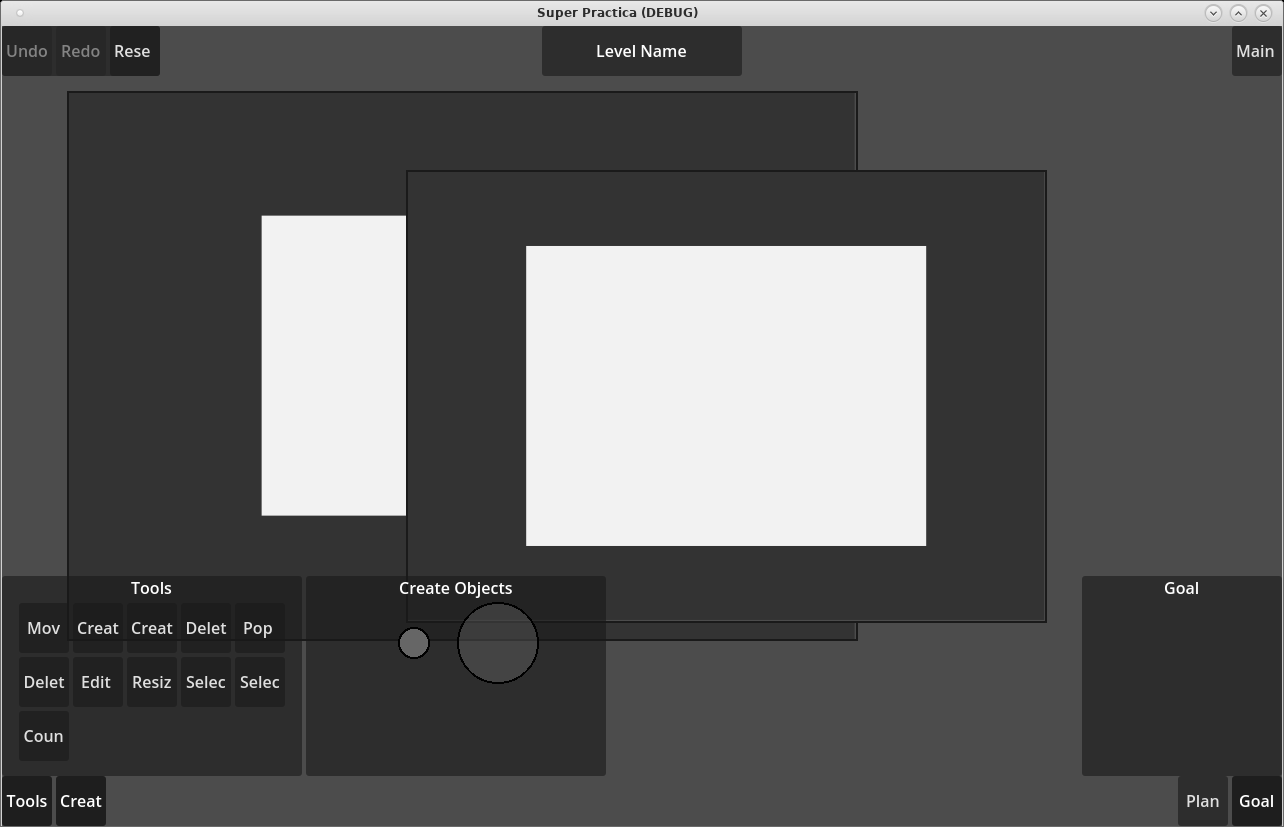 Super Practica (DEBUG)
Undo Redo Rese Level Name Main
Tools Create Objects Goal
Mov Creat Creat Delet Pop
Delet Edit Resiz Selec Selec
Coun
Tools Creat Plan Goal